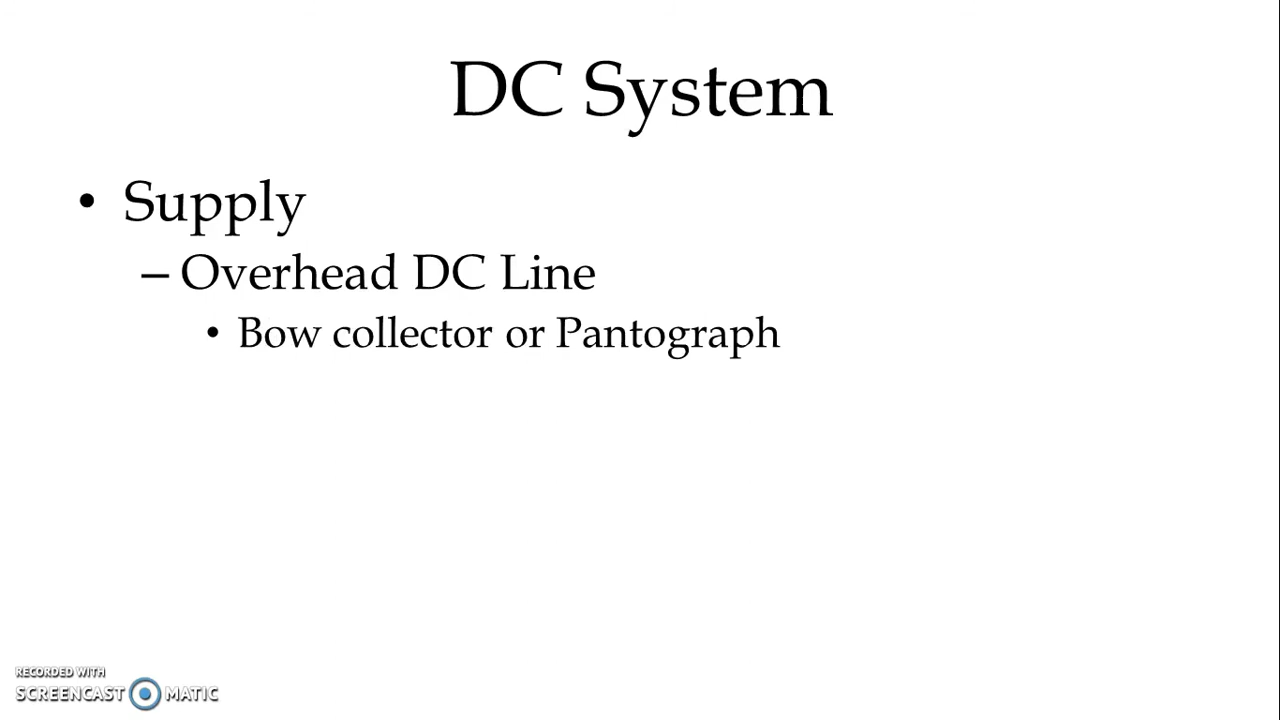 DC System
• Supply
– Overhead DC Line
• Bow collector or Pantograph
RECORDED WITH
SCREENCAST MATIC